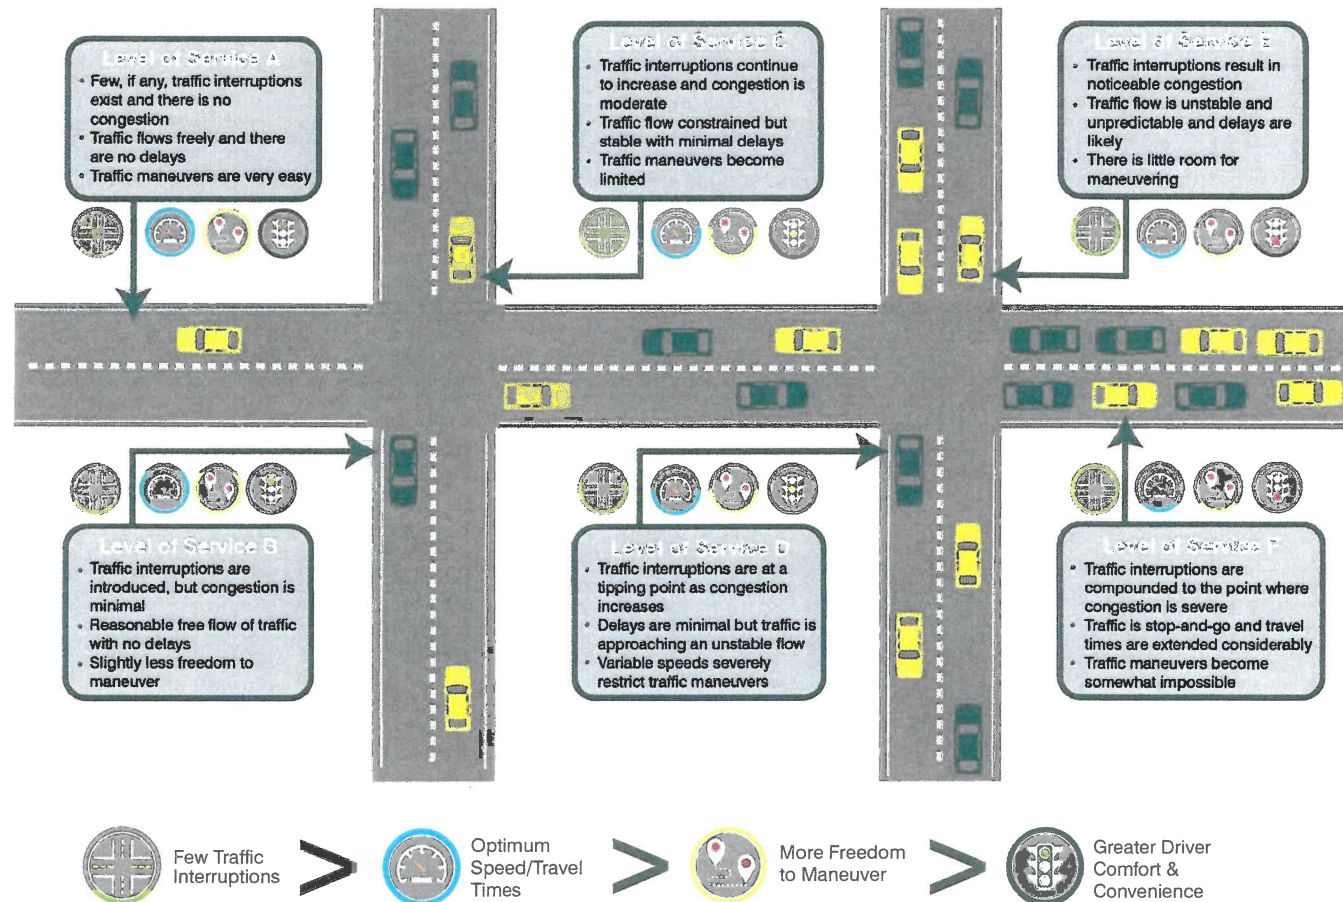 Level of Service A
• Few, if any, traffic interruptions
exist and there is no
congestion
• Traffic flows freely and there
are no delays
• Traffic maneuvers are very easy
Level of Service C
• Traffic interruptions continue
to increase and congestion is
moderate
• Traffic flow constrained but
stable with minimal delays
• Traffic maneuvers become
limited
Level of Service E
• Traffic interruptions result in
noticeable congestion
• Traffic flow is unstable and
unpredictable and delays are
likely
• There is little room for
maneuvering
Level of Service B
• Traffic interruptions are
introduced, but congestion is
minimal
• Reasonable free flow of traffic
with no delays
• Slightly less freedom to
maneuver
Level of Service D
• Traffic interruptions are at a
tipping point as congestion
increases
• Delays are minimal but traffic is
approaching an unstable flow
• Variable speeds severely
restrict traffic maneuvers
Level of Service F
• Traffic interruptions are
compounded to the point where
congestion is severe
• Traffic is stop-and-go and travel
times are extended considerably
• Traffic maneuvers become
somewhat impossible
Few Traffic
Interruptions
Optimum
Speed/Travel
Times
More Freedom
to Maneuver
Greater Driver
Comfort &
Convenience